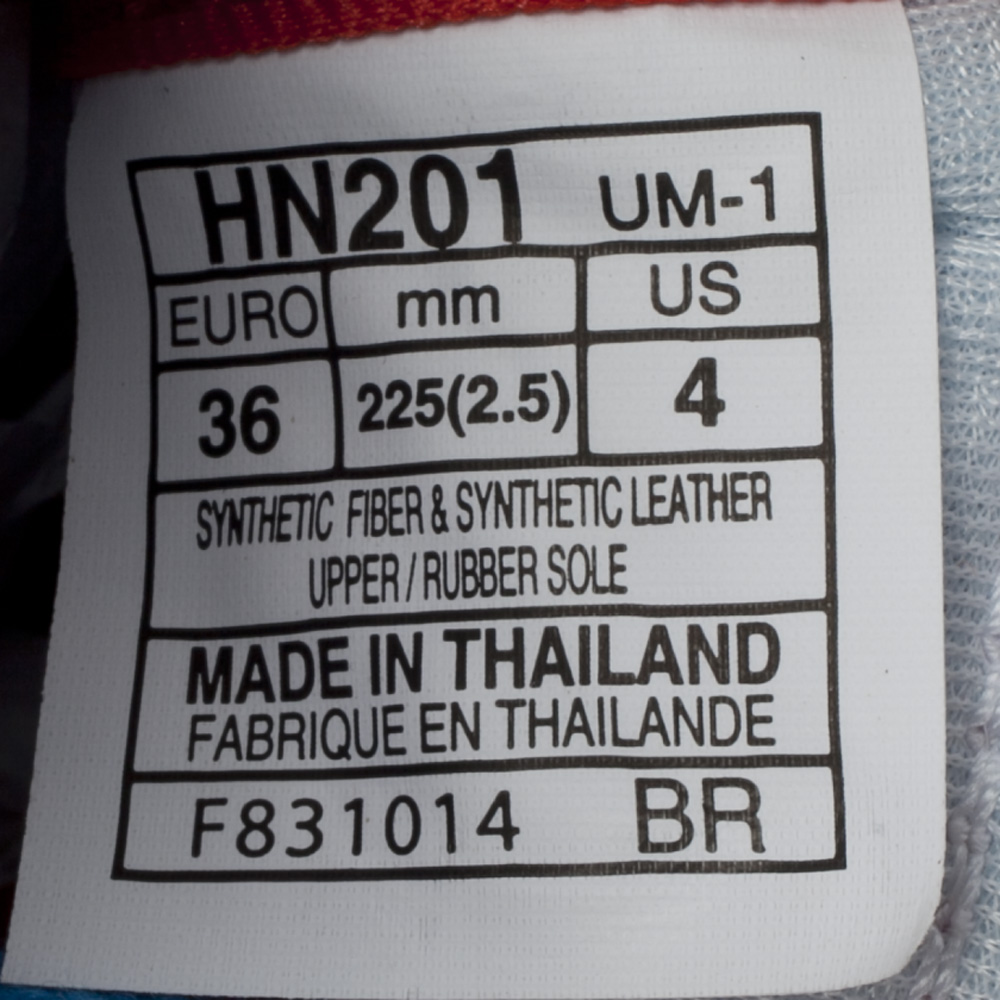 HN201 UM-1
EURO mm US
36 225(2.5) 4
SYNTHETIC FIBER & SYNTHETIC LEATHER
UPPER / RUBBER SOLE
MADE IN THAILAND
FABRIQUE EN THAILANDE
F831014 BR